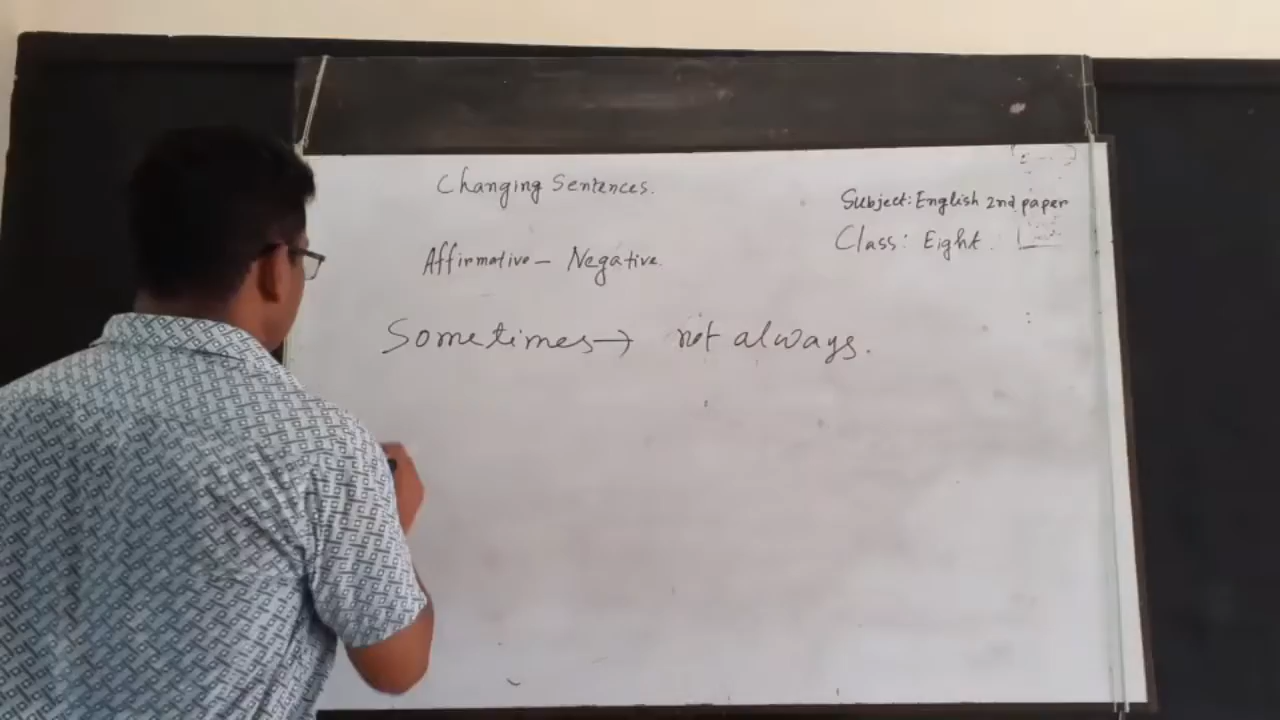 Changing Sentences.
Subject: English 2nd paper
Class: Eight.
Affirmative – Negative.
Sometimes → not always.